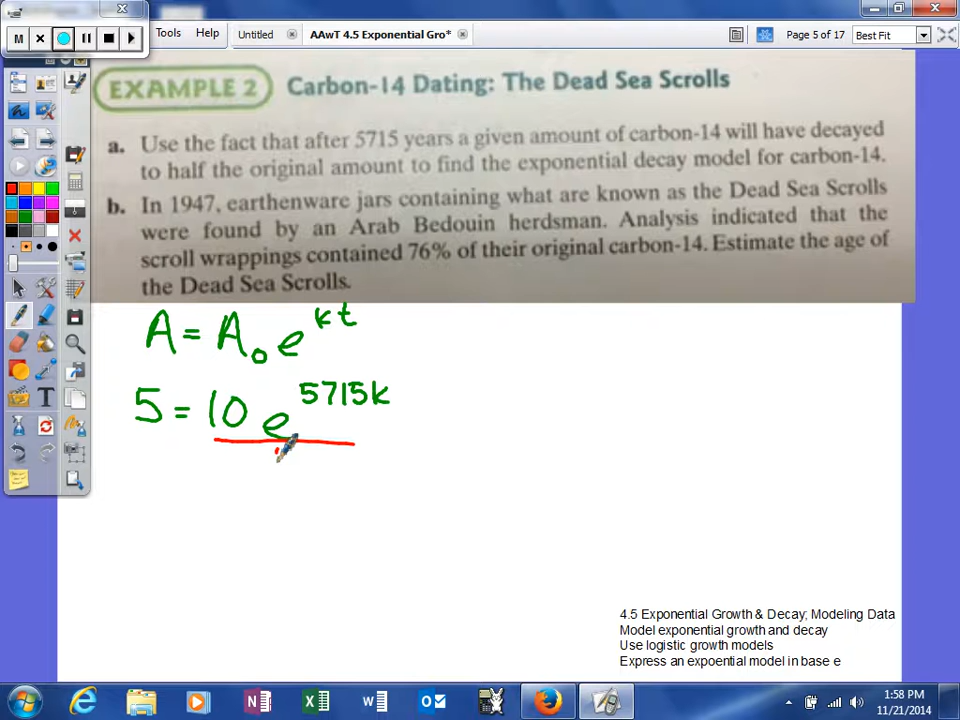 M
Tools Help Untitled AAwT 4.5 Exponential Gro* Page 5 of 17 Best Fit
EXAMPLE 2 Carbon-14 Dating: The Dead Sea Scrolls
a. Use the fact that after 5715 years a given amount of carbon-14 will have decayed
to half the original amount to find the exponential decay model for carbon-14.
b. In 1947, earthenware jars containing what are known as the Dead Sea Scrolls
were found by an Arab Bedouin herdsman. Analysis indicated that the
scroll wrappings contained 76% of their original carbon-14. Estimate the age of
the Dead Sea Scrolls.
A = A₀ e^kt
5 = 10 e^5715k
4.5 Exponential Growth & Decay; Modeling Data
Model exponential growth and decay
Use logistic growth models
Express an expoential model in base e
1:58 PM
11/21/2014